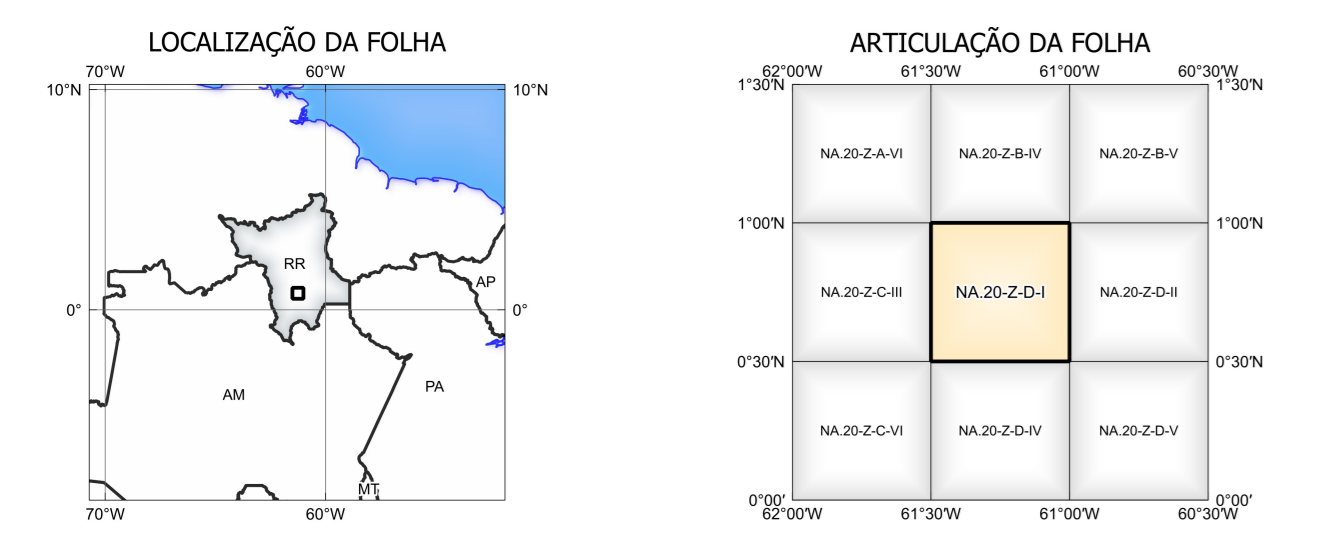 LOCALIZAÇÃO DA FOLHA
70°W 60°W
10°N 10°N
RR
AP
0° 0°
AM
PA
MT
70°W 60°W
ARTICULAÇÃO DA FOLHA
62°00'W 61°30'W 61°00'W 60°30'W
1°30'N 1°30'N
NA.20-Z-A-VI NA.20-Z-B-IV NA.20-Z-B-V
1°00'N 1°00'N
NA.20-Z-C-III NA.20-Z-D-I NA.20-Z-D-II
0°30'N 0°30'N
NA.20-Z-C-VI NA.20-Z-D-IV NA.20-Z-D-V
0°00' 0°00'
62°00'W 61°30'W 61°00'W 60°30'W